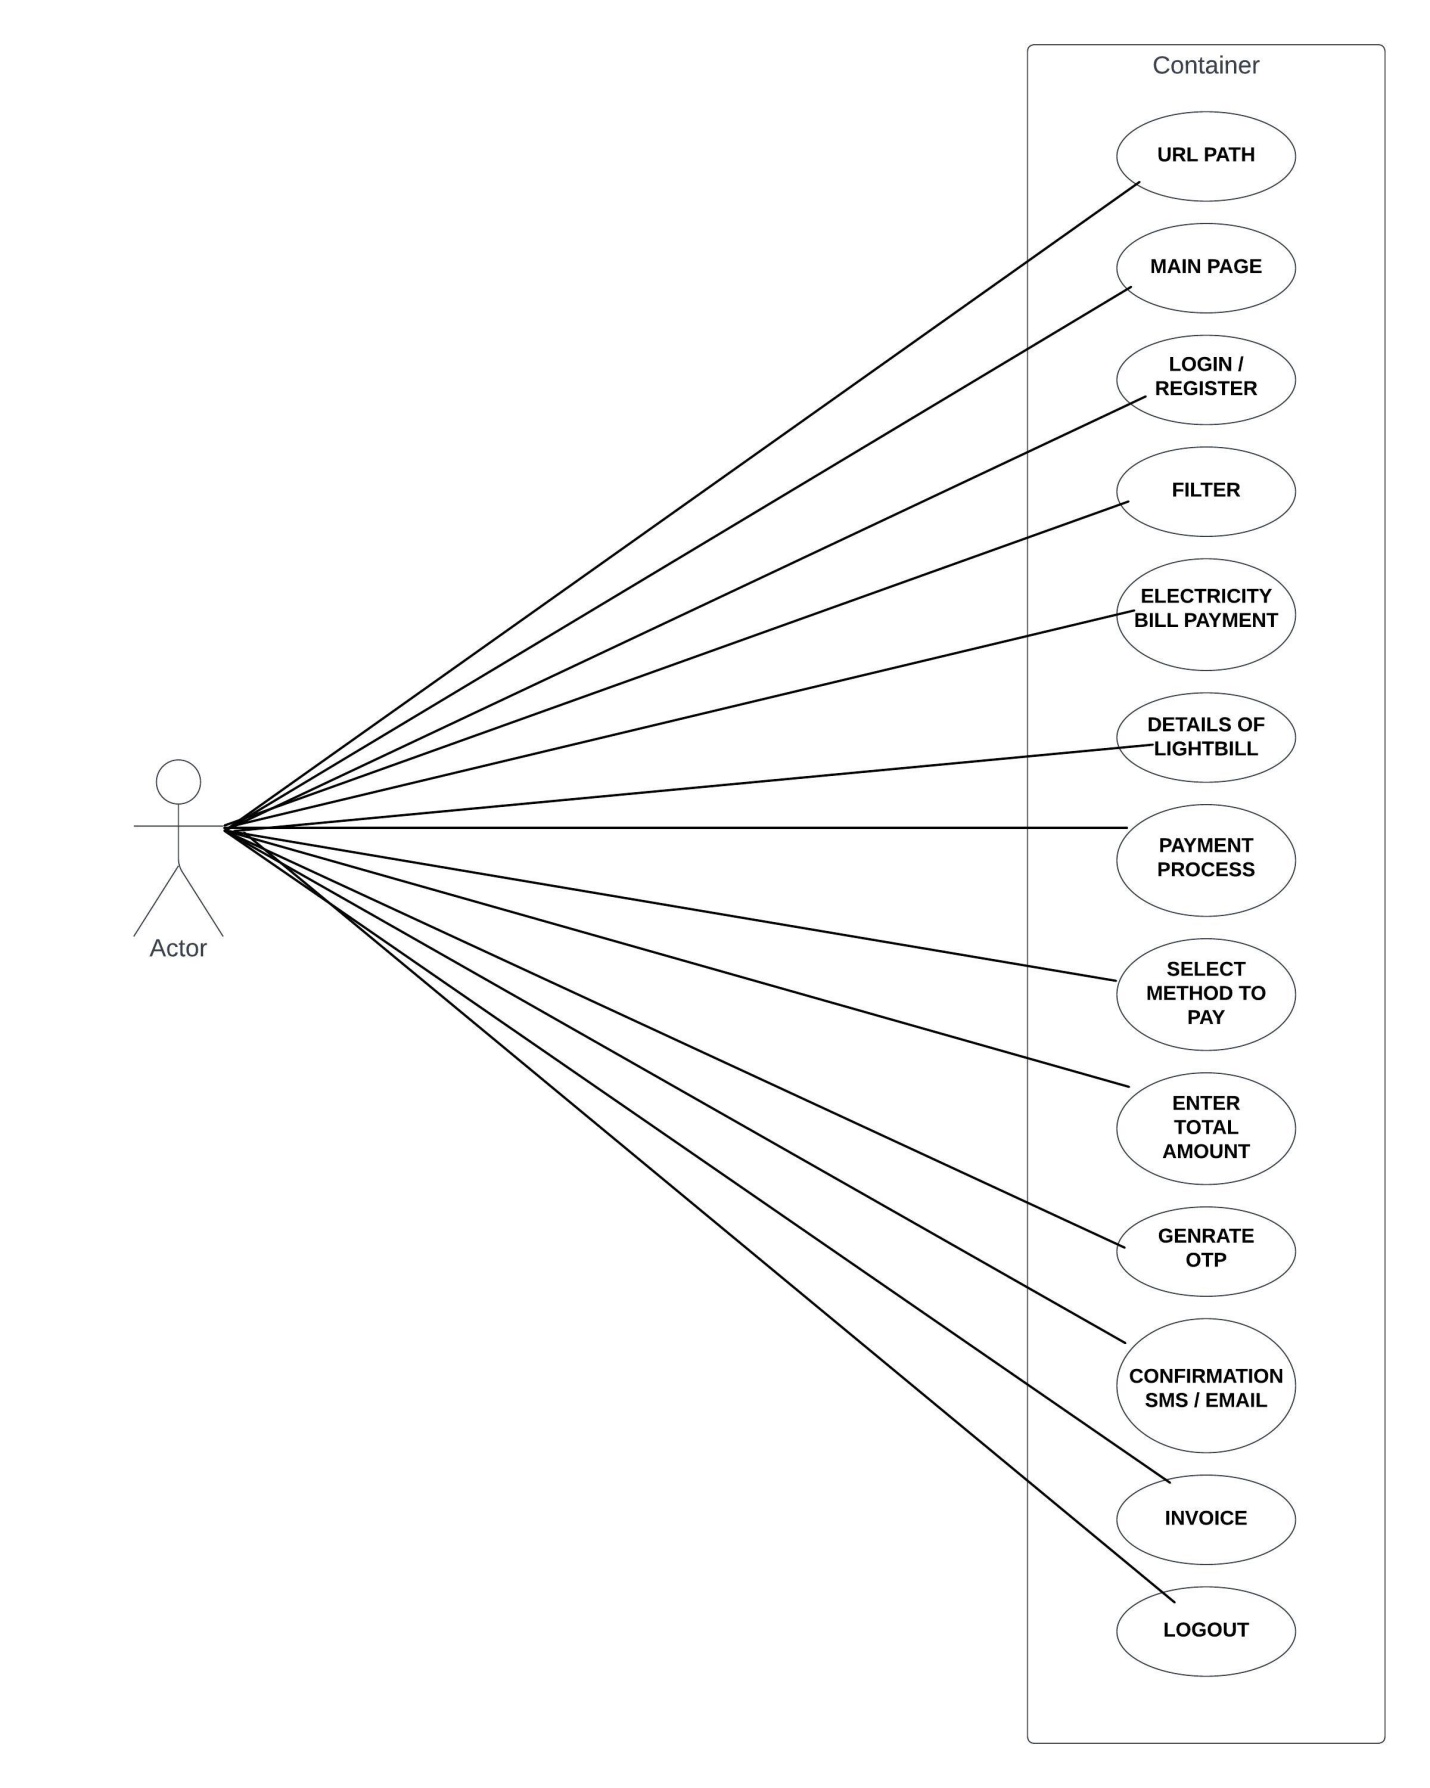 Container
URL PATH
MAIN PAGE
LOGIN /
REGISTER
FILTER
ELECTRICITY
BILL PAYMENT
DETAILS OF
LIGHTBILL
PAYMENT
PROCESS
Actor
SELECT
METHOD TO
PAY
ENTER
TOTAL
AMOUNT
GENRATE
OTP
CONFIRMATION
SMS / EMAIL
INVOICE
LOGOUT